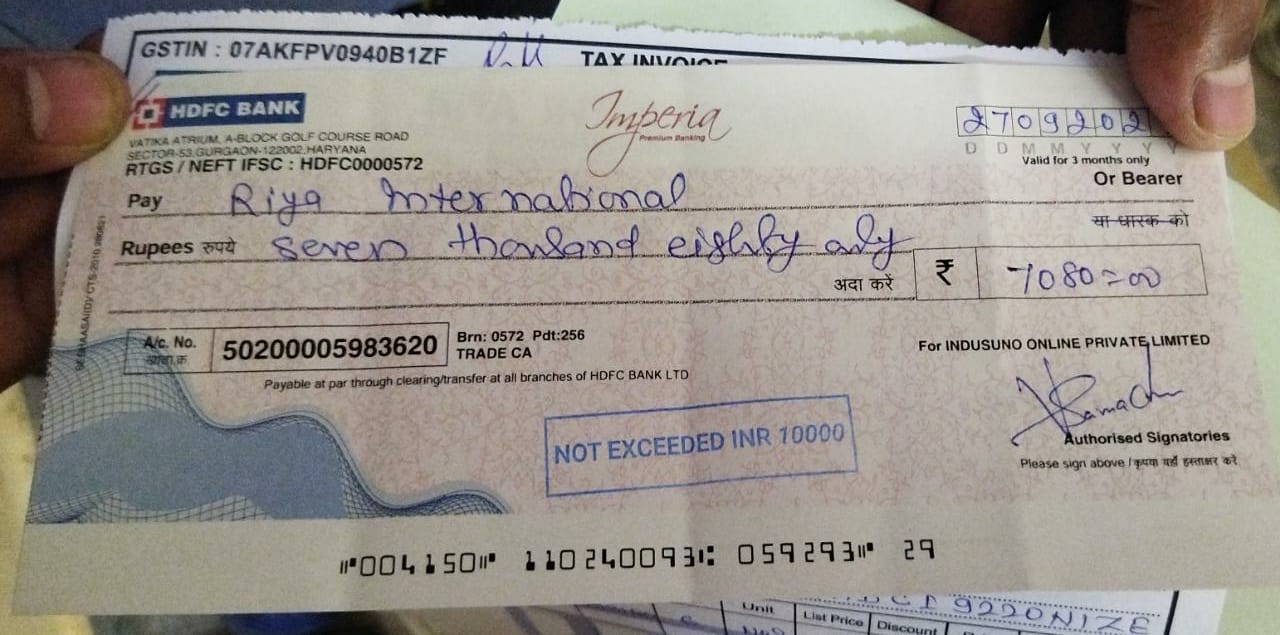 GSTIN : 07AKFPV0940B1ZF
TAX INVOICE
HDFC BANK
Imperia
Premium Banking
VATIKA ATRIUM, A-BLOCK GOLF COURSE ROAD
SECTOR-53,GURGAON-122002,HARYANA
RTGS / NEFT IFSC : HDFC0000572
2709202
D D M M Y Y Y Y
Valid for 3 months only
Pay Riya International Or Bearer
या धारक को
Rupees रुपये seven thousand eighty only
अदा करें ₹ 7080=00
A/c. No. 50200005983620 Brn: 0572 Pdt:256
TRADE CA
For INDUSUNO ONLINE PRIVATE LIMITED
Payable at par through clearing/transfer at all branches of HDFC BANK LTD
NOT EXCEEDED INR 10000
Authorised Signatories
Please sign above / कृपया यहाँ हस्ताक्षर करें
⑈004150⑈ 110240093⑆ 059293⑈ 29
9220NIZE
Unit List Price Discount